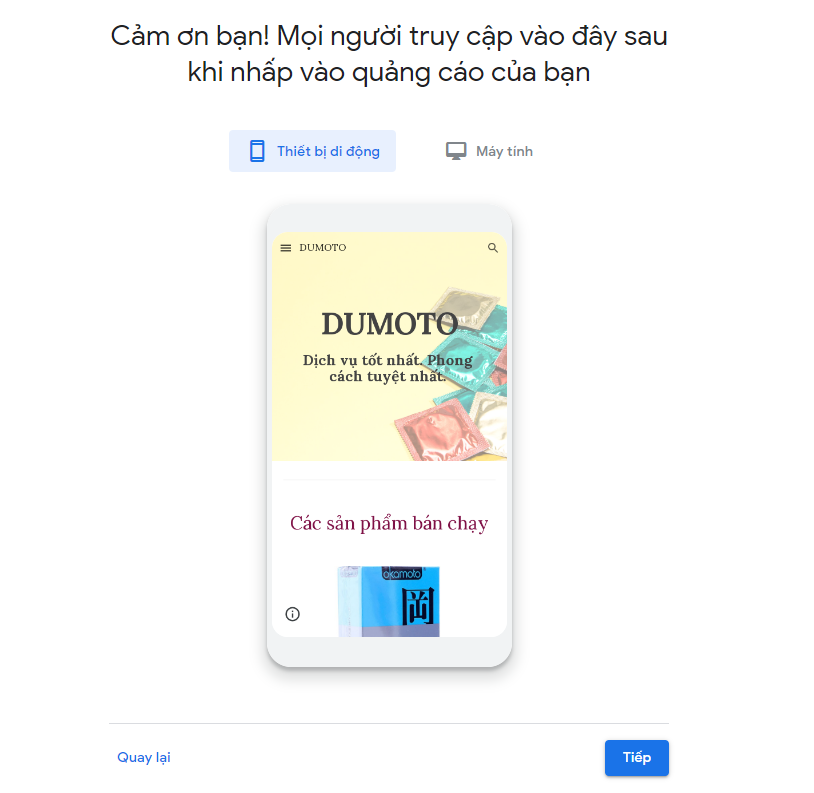 Cảm ơn bạn! Mọi người truy cập vào đây sau
khi nhấp vào quảng cáo của bạn
Thiết bị di động
Máy tính
DUMOTO
DUMOTO
Dịch vụ tốt nhất. Phong
cách tuyệt nhất.
Các sản phẩm bán chạy
okamoto
岡
Quay lại
Tiếp